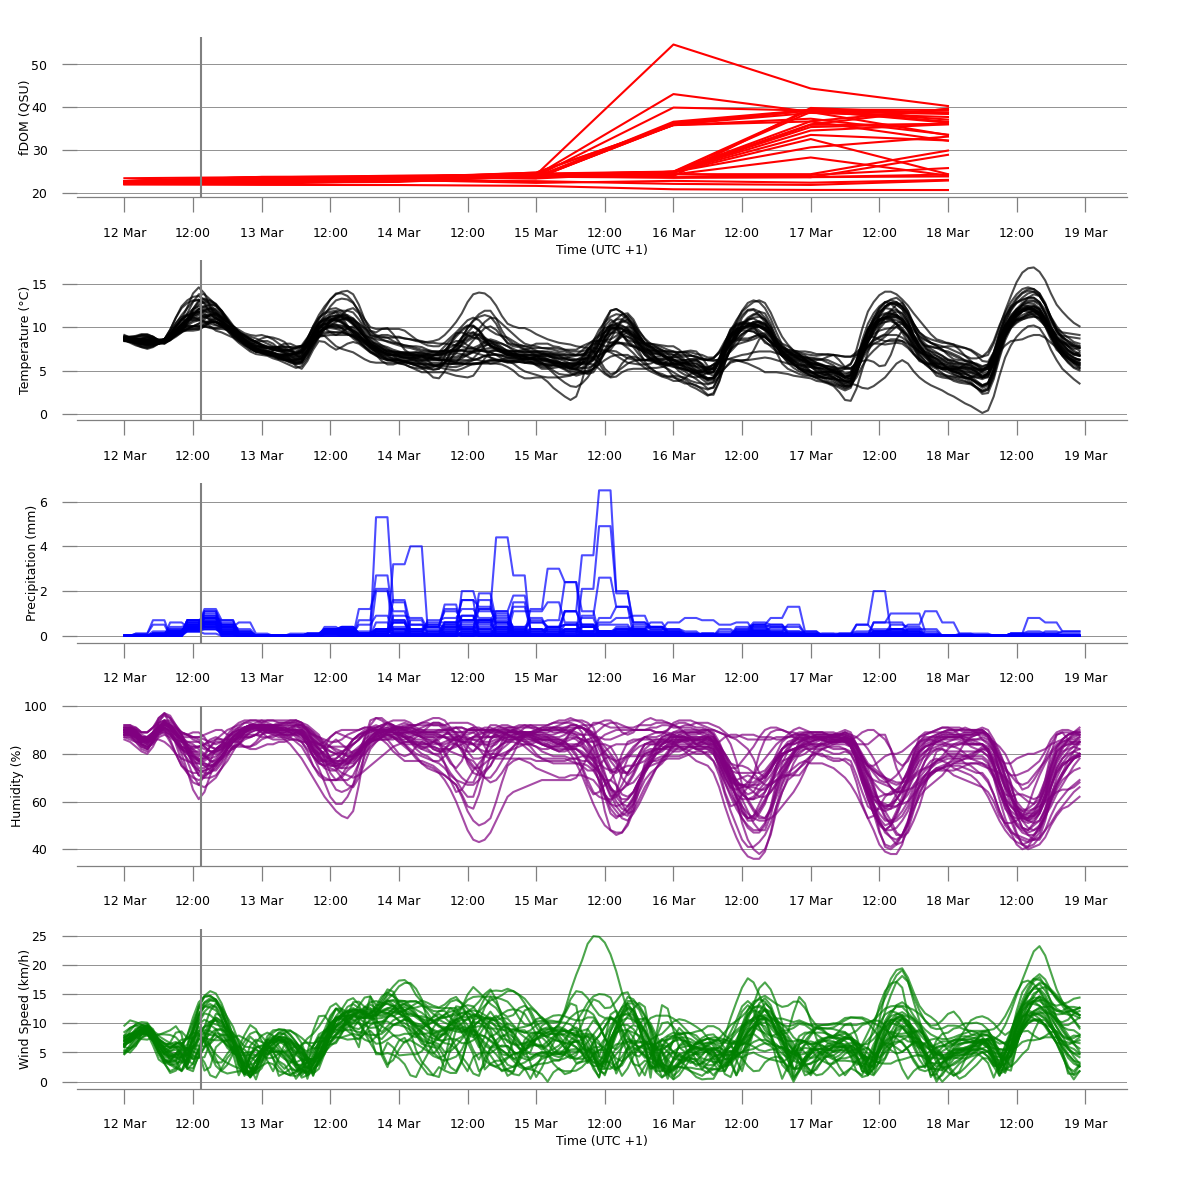 fDOM (QSU)
50
40
30
20
12 Mar 12:00 13 Mar 12:00 14 Mar 12:00 15 Mar 12:00 16 Mar 12:00 17 Mar 12:00 18 Mar 12:00 19 Mar
Time (UTC +1)
Temperature (°C)
15
10
5
0
12 Mar 12:00 13 Mar 12:00 14 Mar 12:00 15 Mar 12:00 16 Mar 12:00 17 Mar 12:00 18 Mar 12:00 19 Mar
Precipitation (mm)
6
4
2
0
12 Mar 12:00 13 Mar 12:00 14 Mar 12:00 15 Mar 12:00 16 Mar 12:00 17 Mar 12:00 18 Mar 12:00 19 Mar
Humidity (%)
100
80
60
40
12 Mar 12:00 13 Mar 12:00 14 Mar 12:00 15 Mar 12:00 16 Mar 12:00 17 Mar 12:00 18 Mar 12:00 19 Mar
Wind Speed (km/h)
25
20
15
10
5
0
12 Mar 12:00 13 Mar 12:00 14 Mar 12:00 15 Mar 12:00 16 Mar 12:00 17 Mar 12:00 18 Mar 12:00 19 Mar
Time (UTC +1)